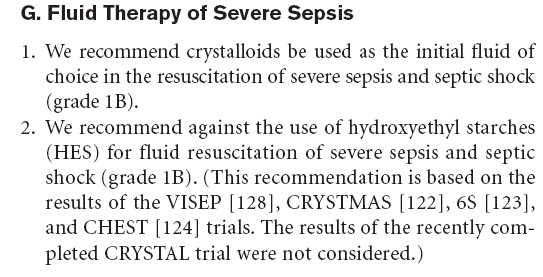 G. Fluid Therapy of Severe Sepsis
1. We recommend crystalloids be used as the initial fluid of
choice in the resuscitation of severe sepsis and septic shock
(grade 1B).
2. We recommend against the use of hydroxyethyl starches
(HES) for fluid resuscitation of severe sepsis and septic
shock (grade 1B). (This recommendation is based on the
results of the VISEP [128], CRYSTMAS [122], 6S [123],
and CHEST [124] trials. The results of the recently com-
pleted CRYSTAL trial were not considered.)